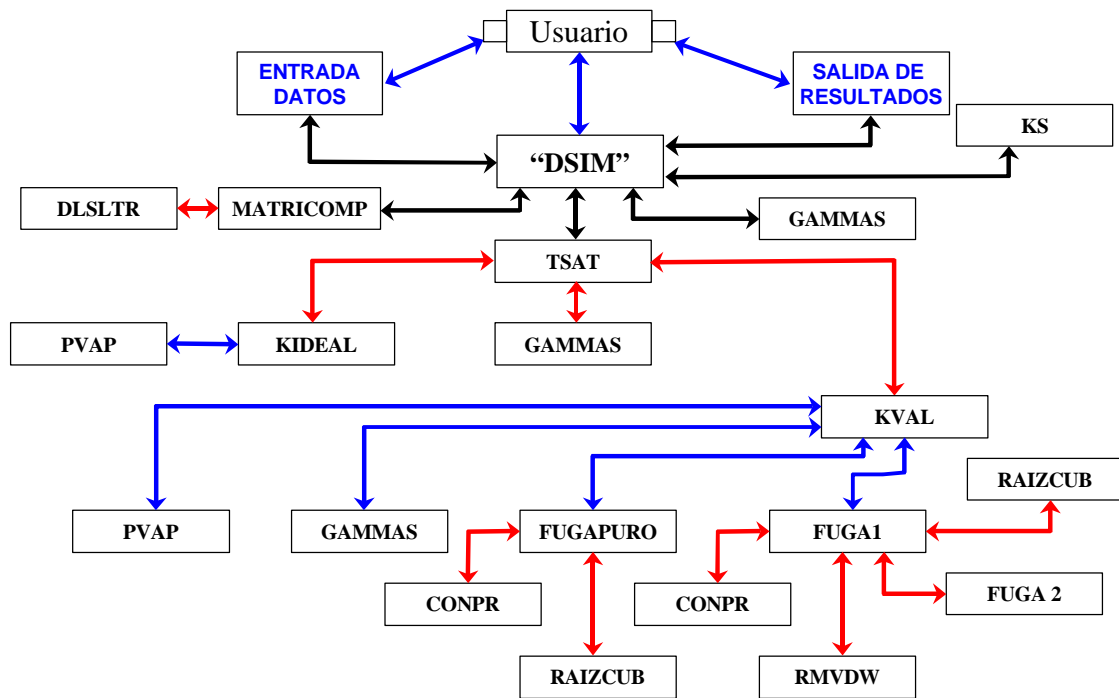 Usuario
ENTRADA
DATOS
SALIDA DE
RESULTADOS
KS
“DSIM”
DLSLTR
MATRICOMP
GAMMAS
TSAT
PVAP
KIDEAL
GAMMAS
KVAL
RAIZCUB
PVAP
GAMMAS
FUGAPURO
FUGA1
CONPR
CONPR
FUGA 2
RAIZCUB
RMVDW